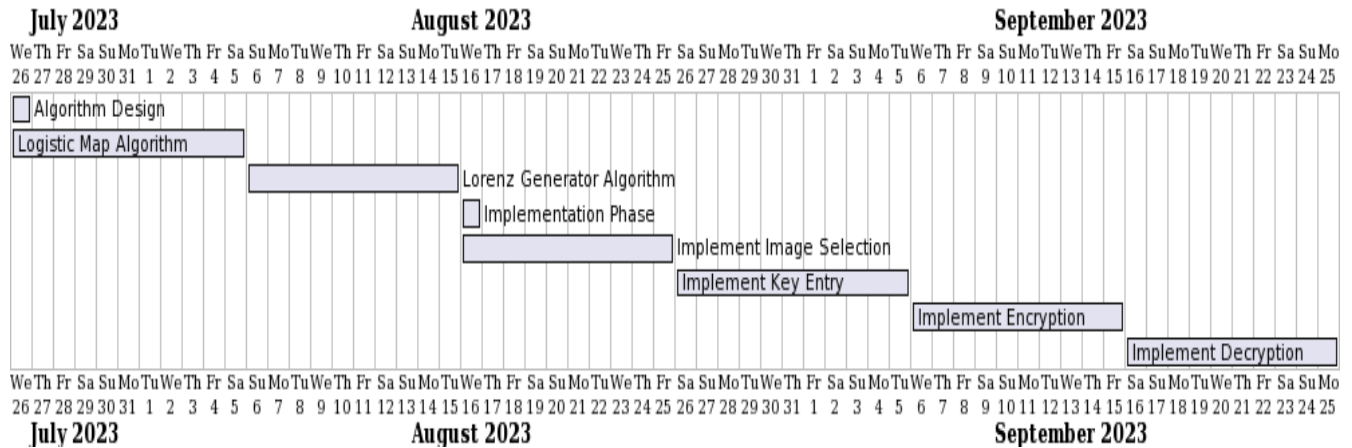 July 2023 August 2023 September 2023
We Th Fr Sa Su Mo Tu We Th Fr Sa Su Mo Tu We Th Fr Sa Su Mo Tu We Th Fr Sa Su Mo Tu We Th Fr Sa Su Mo Tu We Th Fr Sa Su Mo Tu We Th Fr Sa Su Mo Tu We Th Fr Sa Su Mo Tu We Th Fr Sa Su Mo
26 27 28 29 30 31 1 2 3 4 5 6 7 8 9 10 11 12 13 14 15 16 17 18 19 20 21 22 23 24 25 26 27 28 29 30 31 1 2 3 4 5 6 7 8 9 10 11 12 13 14 15 16 17 18 19 20 21 22 23 24 25
Algorithm Design
Logistic Map Algorithm
Lorenz Generator Algorithm
Implementation Phase
Implement Image Selection
Implement Key Entry
Implement Encryption
Implement Decryption
We Th Fr Sa Su Mo Tu We Th Fr Sa Su Mo Tu We Th Fr Sa Su Mo Tu We Th Fr Sa Su Mo Tu We Th Fr Sa Su Mo Tu We Th Fr Sa Su Mo Tu We Th Fr Sa Su Mo Tu We Th Fr Sa Su Mo Tu We Th Fr Sa Su Mo
26 27 28 29 30 31 1 2 3 4 5 6 7 8 9 10 11 12 13 14 15 16 17 18 19 20 21 22 23 24 25 26 27 28 29 30 31 1 2 3 4 5 6 7 8 9 10 11 12 13 14 15 16 17 18 19 20 21 22 23 24 25
July 2023 August 2023 September 2023